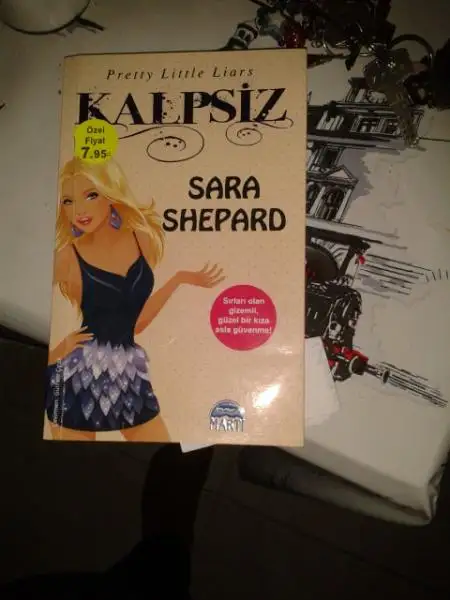 Pretty Little Liars
KALPSİZ
Özel
Fiyat
7.95
SARA
SHEPARD
Sırları olan
gizemli,
güzel bir kıza
asla güvenme!
MARTI